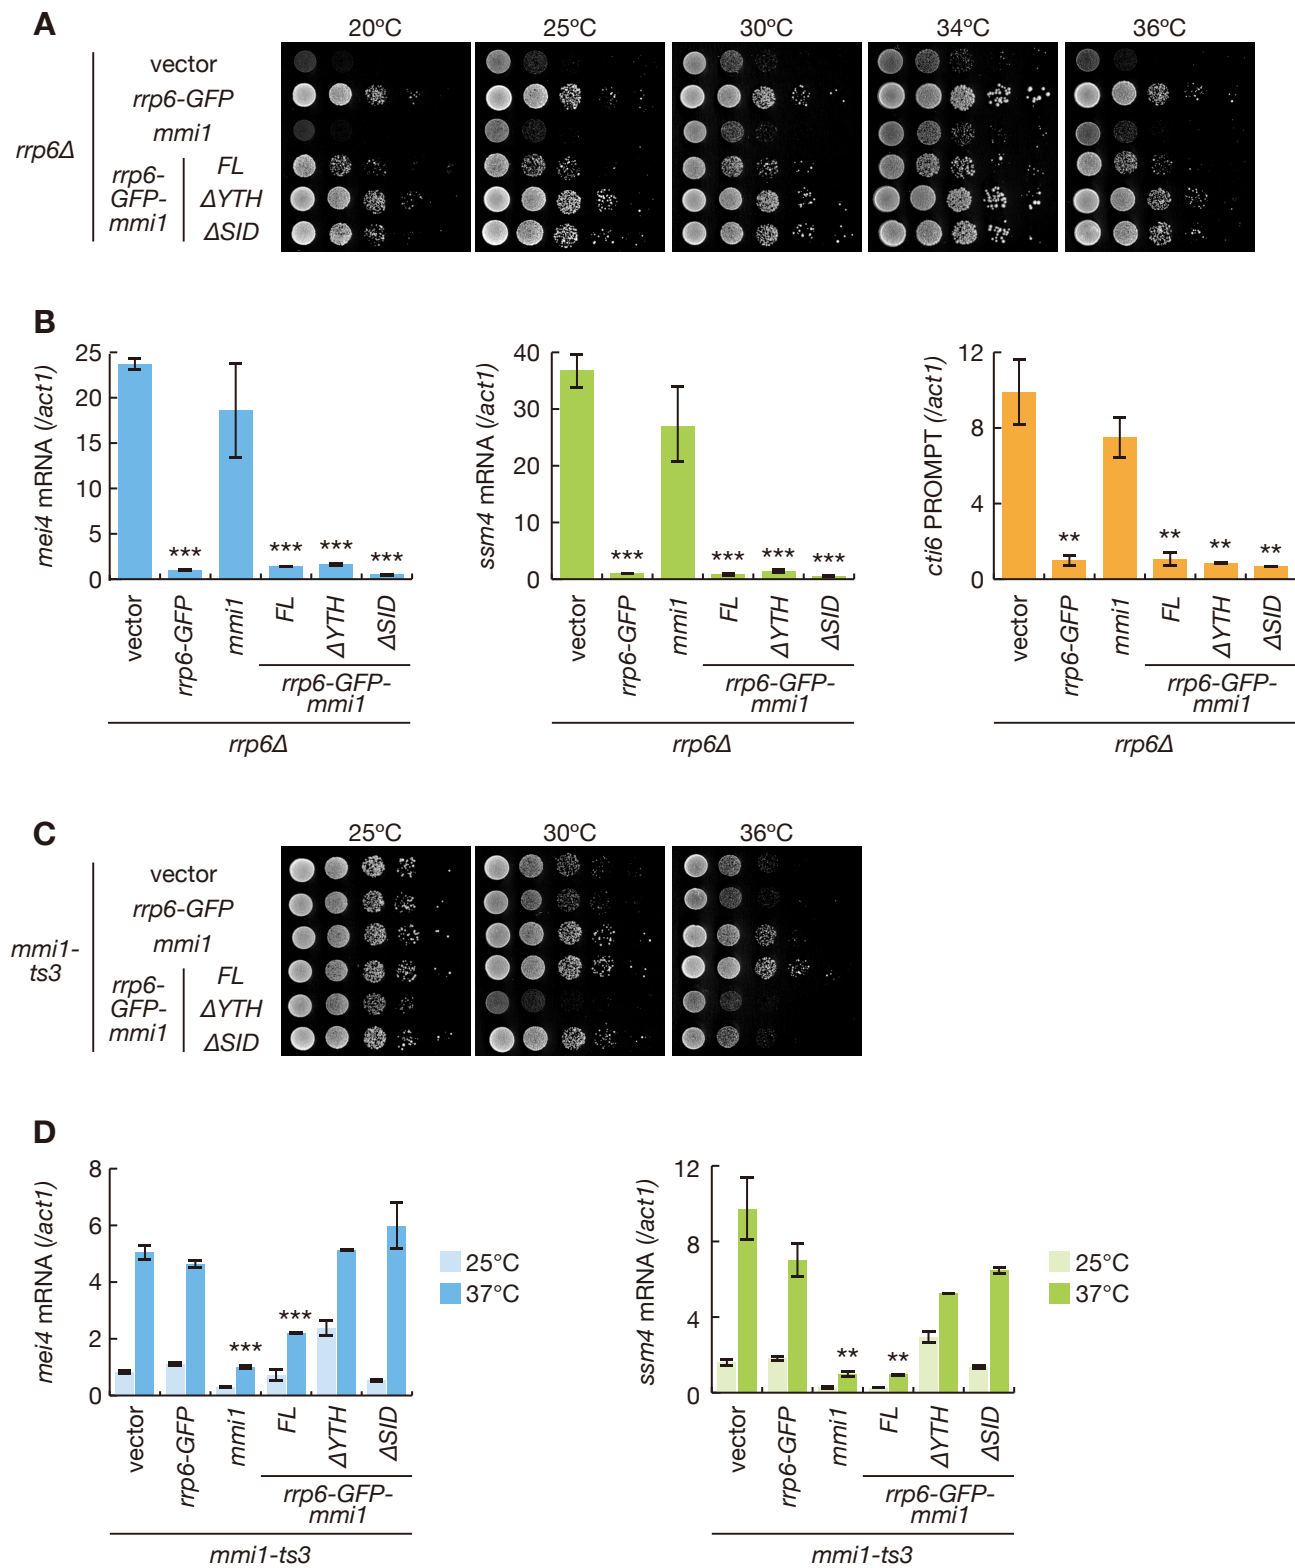 A
20°C 25°C 30°C 34°C 36°C
vector
rrp6-GFP
mmi1
rrp6Δ
rrp6-
GFP-
mmi1
FL
ΔYTH
ΔSID
B
mei4 mRNA (/act1)
25
20
15
10
5
0
*** *** *** ***
vector rrp6-GFP mmi1 FL ΔYTH ΔSID
rrp6-GFP-
mmi1
rrp6Δ
ssm4 mRNA (/act1)
40
30
20
10
0
*** *** *** ***
vector rrp6-GFP mmi1 FL ΔYTH ΔSID
rrp6-GFP-
mmi1
rrp6Δ
cti6 PROMPT (/act1)
12
8
4
0
** ** ** **
vector rrp6-GFP mmi1 FL ΔYTH ΔSID
rrp6-GFP-
mmi1
rrp6Δ
C
25°C 30°C 36°C
vector
rrp6-GFP
mmi1
mmi1-
ts3
rrp6-
GFP-
mmi1
FL
ΔYTH
ΔSID
D
mei4 mRNA (/act1)
8
6
4
2
0
*** ***
25°C
37°C
vector rrp6-GFP mmi1 FL ΔYTH ΔSID
rrp6-GFP-
mmi1
mmi1-ts3
ssm4 mRNA (/act1)
12
8
4
0
** **
25°C
37°C
vector rrp6-GFP mmi1 FL ΔYTH ΔSID
rrp6-GFP-
mmi1
mmi1-ts3